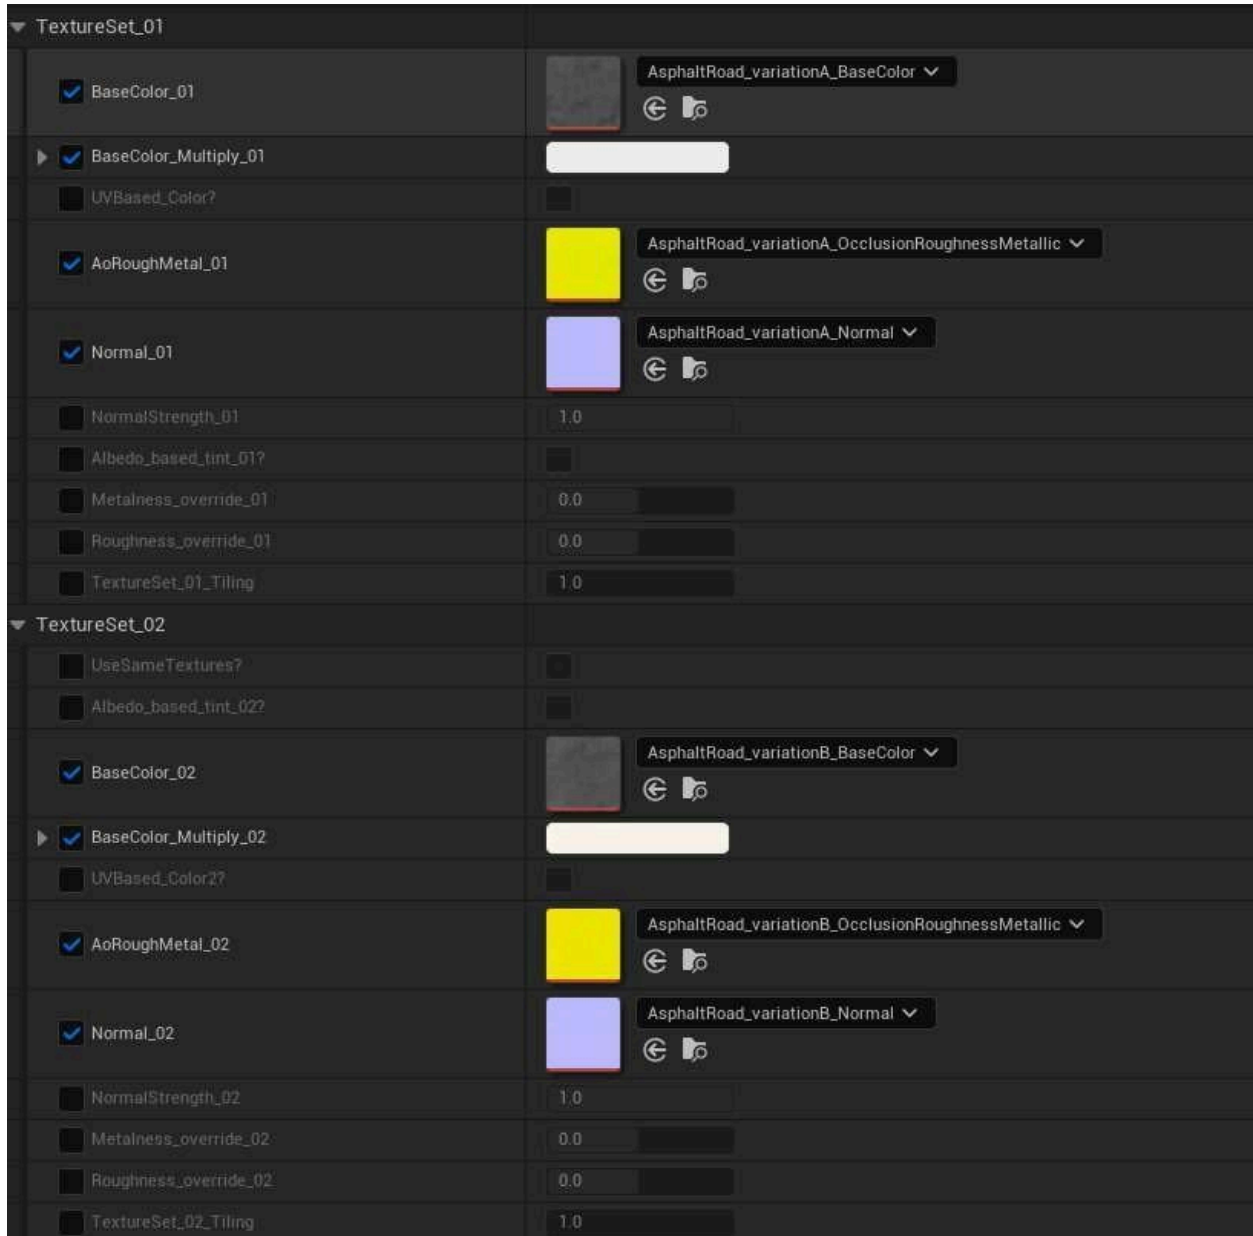 TextureSet_01
BaseColor_01
AsphaltRoad_variationA_BaseColor
BaseColor_Multiply_01
UVBased_Color?
AoRoughMetal_01
AsphaltRoad_variationA_OcclusionRoughnessMetallic
Normal_01
AsphaltRoad_variationA_Normal
NormalStrength_01 1.0
Albedo_based_tint_01?
Metalness_override_01 0.0
Roughness_override_01 0.0
TextureSet_01_Tiling 1.0
TextureSet_02
UseSameTextures?
Albedo_based_tint_02?
BaseColor_02
AsphaltRoad_variationB_BaseColor
BaseColor_Multiply_02
UVBased_Color2?
AoRoughMetal_02
AsphaltRoad_variationB_OcclusionRoughnessMetallic
Normal_02
AsphaltRoad_variationB_Normal
NormalStrength_02 1.0
Metalness_override_02 0.0
Roughness_override_02 0.0
TextureSet_02_Tiling 1.0